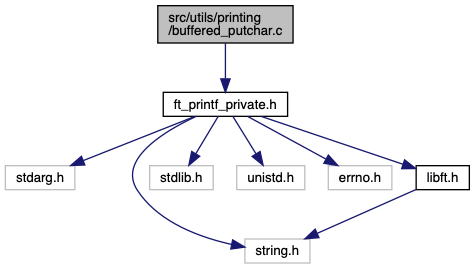 src/utils/printing
/buffered_putchar.c
ft_printf_private.h
stdarg.h
stdlib.h
unistd.h
errno.h
libft.h
string.h